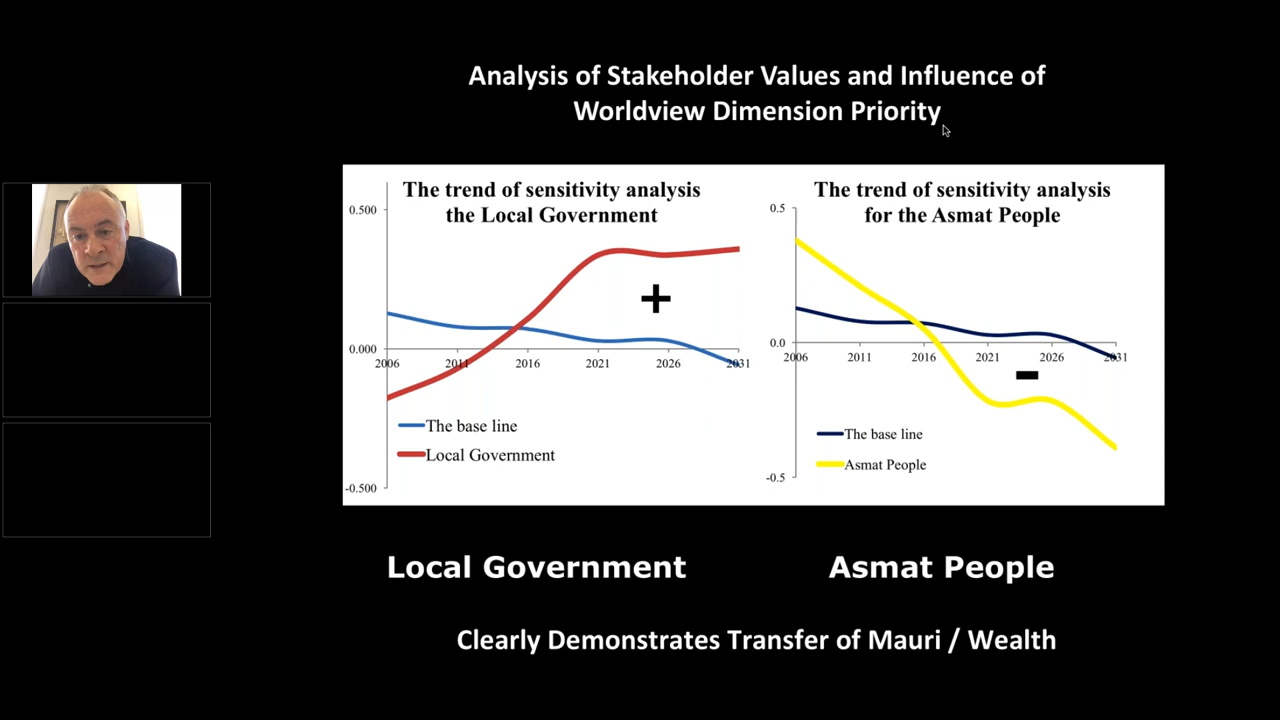 Analysis of Stakeholder Values and Influence of
Worldview Dimension Priority
The trend of sensitivity analysis
the Local Government
0.500
0.000
-0.500
2006
2011
2016
2021
2026
2031
+
The base line
Local Government
The trend of sensitivity analysis
for the Asmat People
0.5
0.0
-0.5
2006
2011
2016
2021
2026
2031
-
The base line
Asmat People
Local Government
Asmat People
Clearly Demonstrates Transfer of Mauri / Wealth